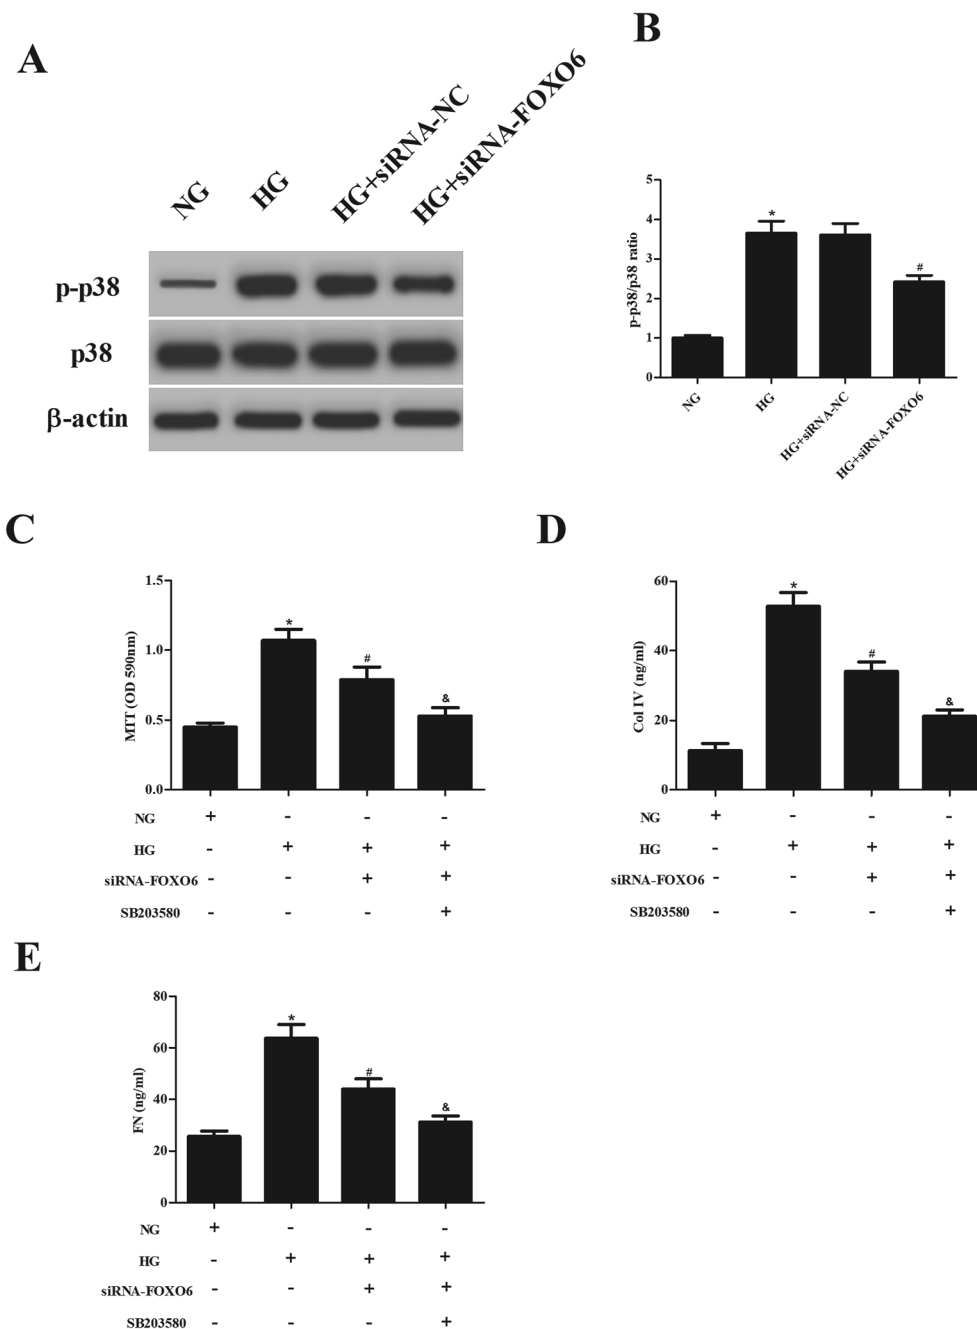 A
NG
HG
HG+siRNA-NC
HG+siRNA-FOXO6
p-p38
p38
β-actin
B
p-p38/p38 ratio
5
4
3
2
1
0
*
#
NG
HG
HG+siRNA-NC
HG+siRNA-FOXO6
C
MTT (OD 590nm)
1.5
1.0
0.5
0.0
*
#
&
NG + - - -
HG - + + +
siRNA-FOXO6 - - + +
SB203580 - - - +
D
Col IV (ng/ml)
60
40
20
0
*
#
&
NG + - - -
HG - + + +
siRNA-FOXO6 - - + +
SB203580 - - - +
E
FN (ng/ml)
80
60
40
20
0
*
#
&
NG + - - -
HG - + + +
siRNA-FOXO6 - - + +
SB203580 - - - +